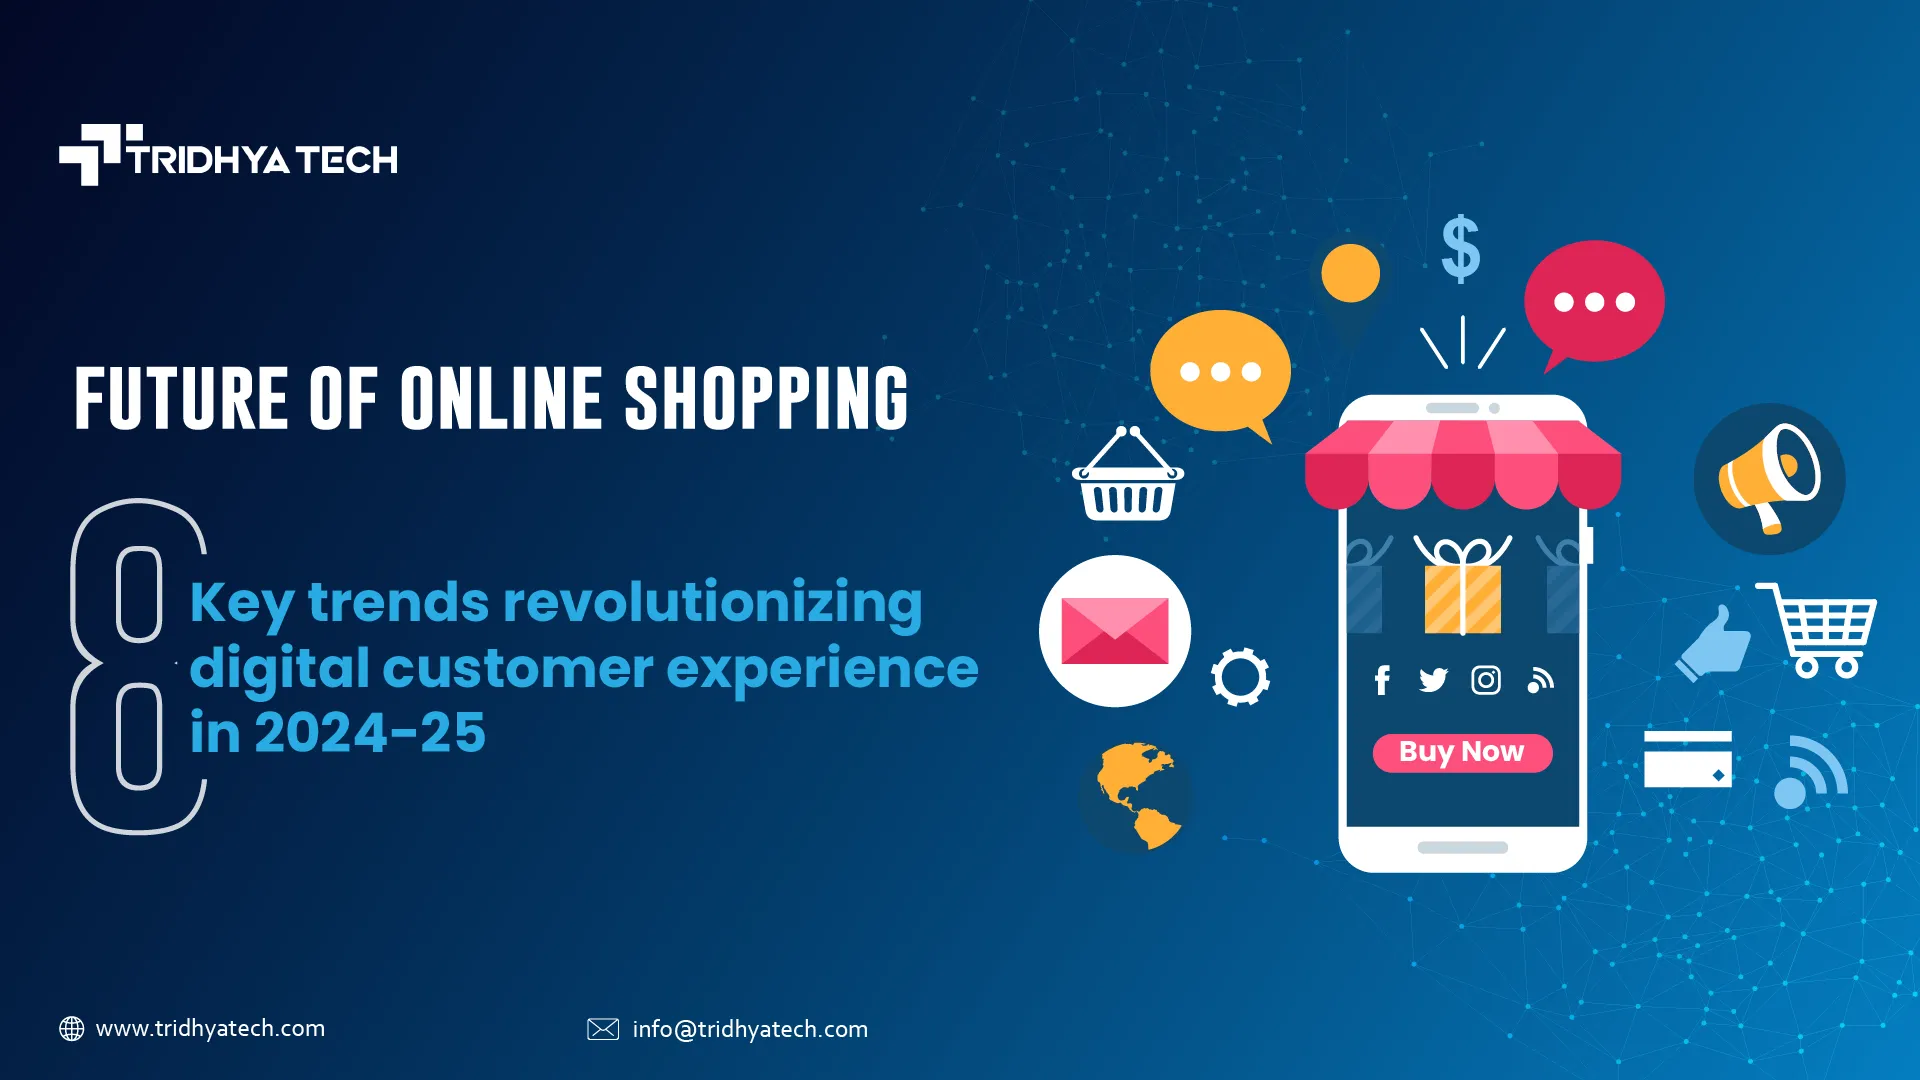 TRIDHYA TECH
FUTURE OF ONLINE SHOPPING
8
Key trends revolutionizing
digital customer experience
in 2024-25
$
Buy Now
www.tridhyatech.com
info@tridhyatech.com